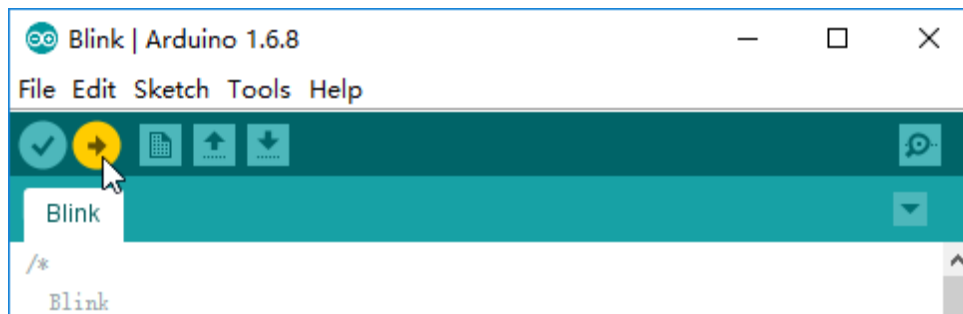 Blink | Arduino 1.6.8
File Edit Sketch Tools Help
Blink
/*
Blink